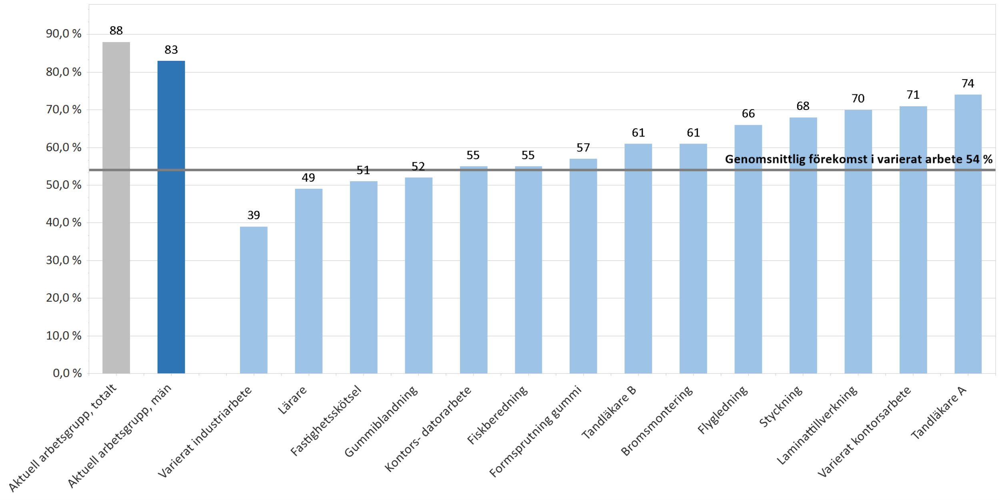 90,0 %
80,0 %
70,0 %
60,0 %
50,0 %
40,0 %
30,0 %
20,0 %
10,0 %
0,0 %
88
83
39
49
51
52
55
55
57
61
61
66
68
70
71
74
Genomsnittlig förekomst i varierat arbete 54 %
Aktuell arbetsgrupp, totalt
Aktuell arbetsgrupp, män
Varierat industriarbete
Lärare
Fastighetsskötsel
Gummiblandning
Kontors- datorarbete
Fiskberedning
Formsprutning gummi
Tandläkare B
Bromsmontering
Flygledning
Styckning
Laminattillverkning
Varierat kontorsarbete
Tandläkare A